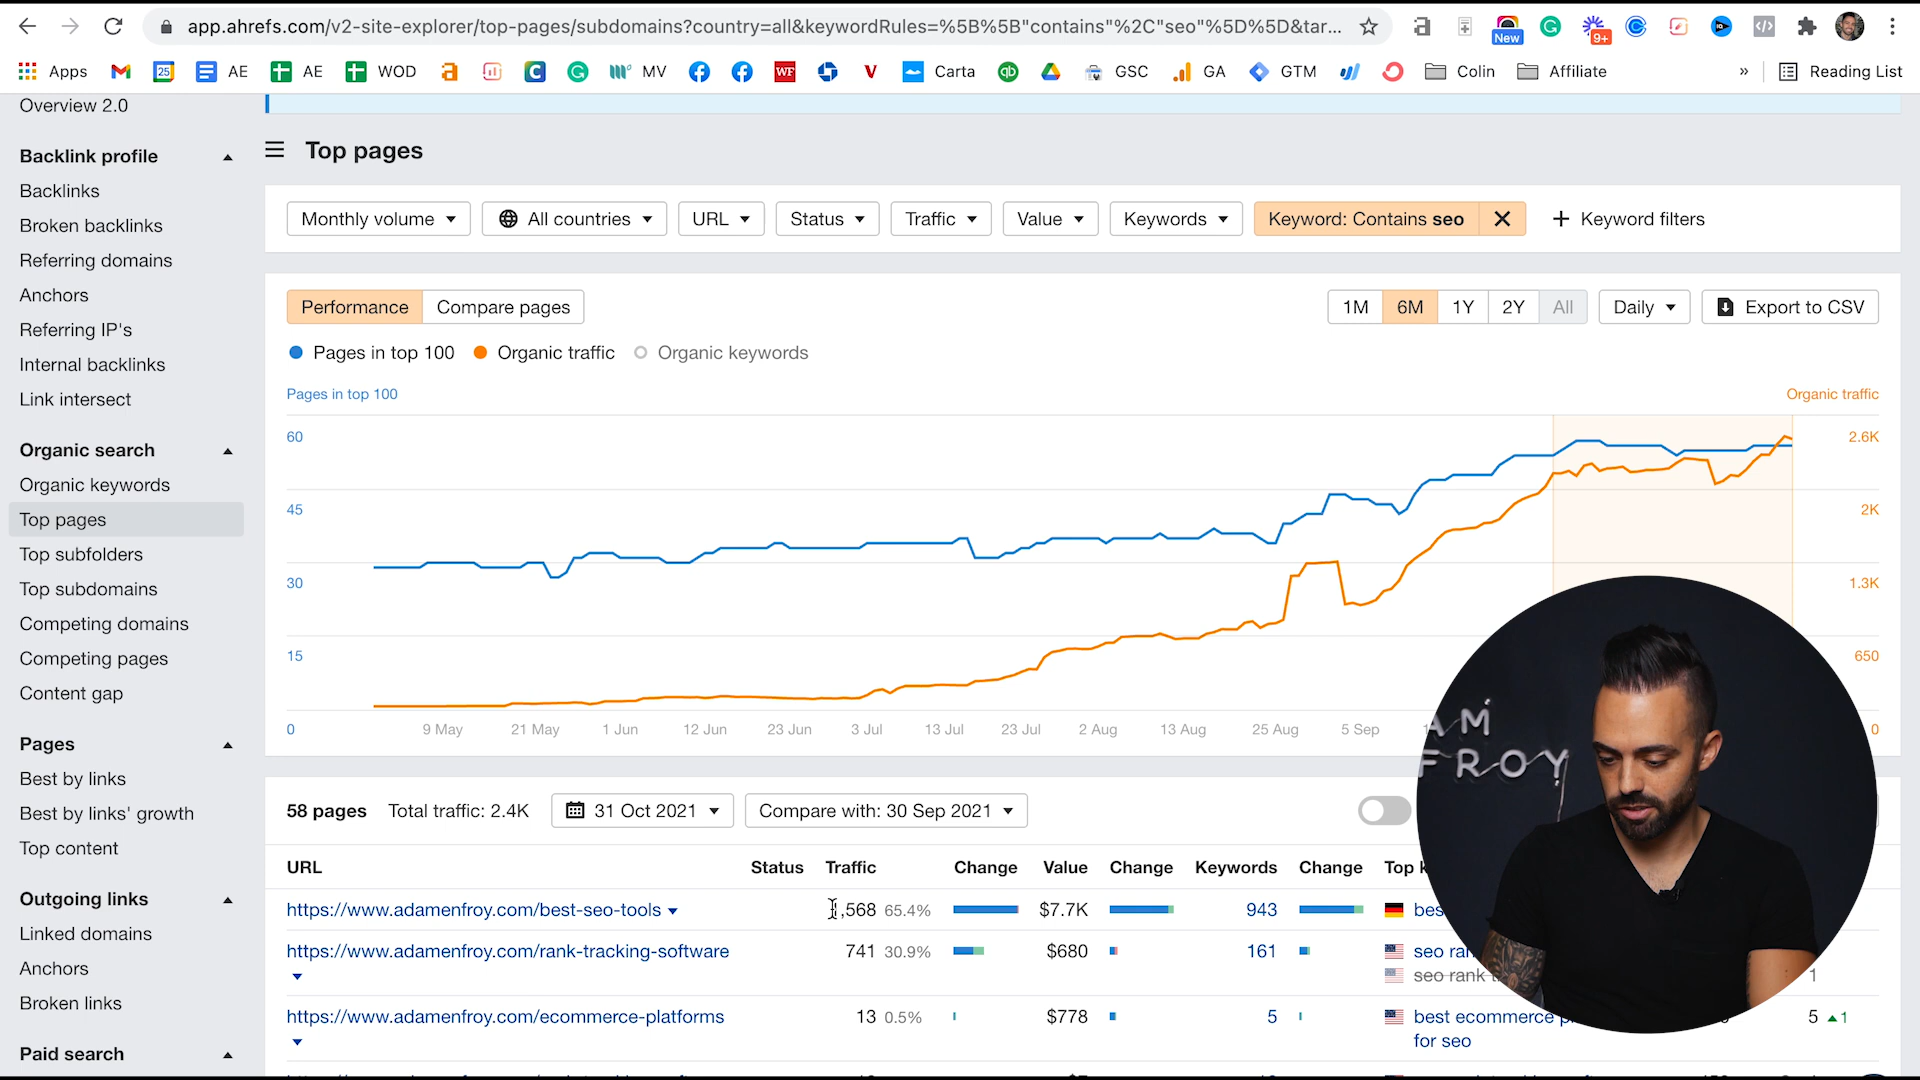 app.ahrefs.com/v2-site-explorer/top-pages/subdomains?country=all&keywordRules=%5B%5B"contains"%2C"seo"%5D%5D&tar...
New
9+
Apps
25
AE
AE
WOD
MV
WF
Carta
GSC
GA
GTM
Colin
Affiliate
»
Reading List
Overview 2.0
Backlink profile
Backlinks
Broken backlinks
Referring domains
Anchors
Referring IP's
Internal backlinks
Link intersect
Organic search
Organic keywords
Top pages
Top subfolders
Top subdomains
Competing domains
Competing pages
Content gap
Pages
Best by links
Best by links' growth
Top content
Outgoing links
Linked domains
Anchors
Broken links
Paid search
Top pages
Monthly volume
All countries
URL
Status
Traffic
Value
Keywords
Keyword: Contains seo
+ Keyword filters
Performance
Compare pages
1M
6M
1Y
2Y
All
Daily
Export to CSV
Pages in top 100
Organic traffic
Organic keywords
Pages in top 100
Organic traffic
60
45
30
15
0
2.6K
2K
1.3K
650
0
9 May
21 May
1 Jun
12 Jun
23 Jun
3 Jul
13 Jul
23 Jul
2 Aug
13 Aug
25 Aug
5 Sep
58 pages
Total traffic: 2.4K
31 Oct 2021
Compare with: 30 Sep 2021
URL Status Traffic Change Value Change Keywords Change Top
https://www.adamenfroy.com/best-seo-tools ,568 65.4% $7.7K 943
https://www.adamenfroy.com/rank-tracking-software 741 30.9% $680 161 seo
seo rank
1
https://www.adamenfroy.com/ecommerce-platforms 13 0.5% $778 5 best ecommerce
for seo
5 1
AM
FROY